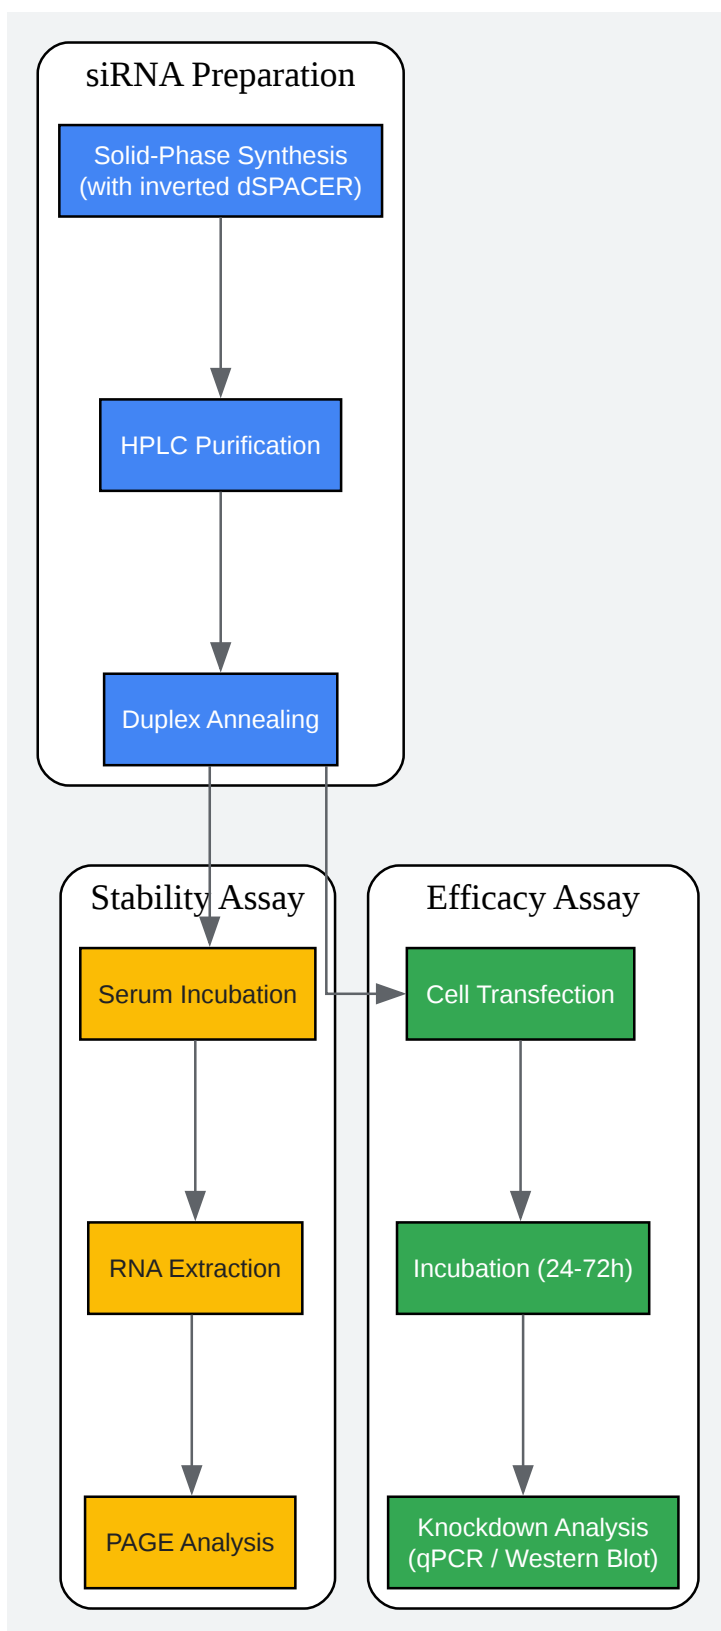 siRNA Preparation
Solid-Phase Synthesis
(with inverted dSPACER)
HPLC Purification
Duplex Annealing
Stability Assay
Serum Incubation
RNA Extraction
PAGE Analysis
Efficacy Assay
Cell Transfection
Incubation (24-72h)
Knockdown Analysis
(qPCR / Western Blot)